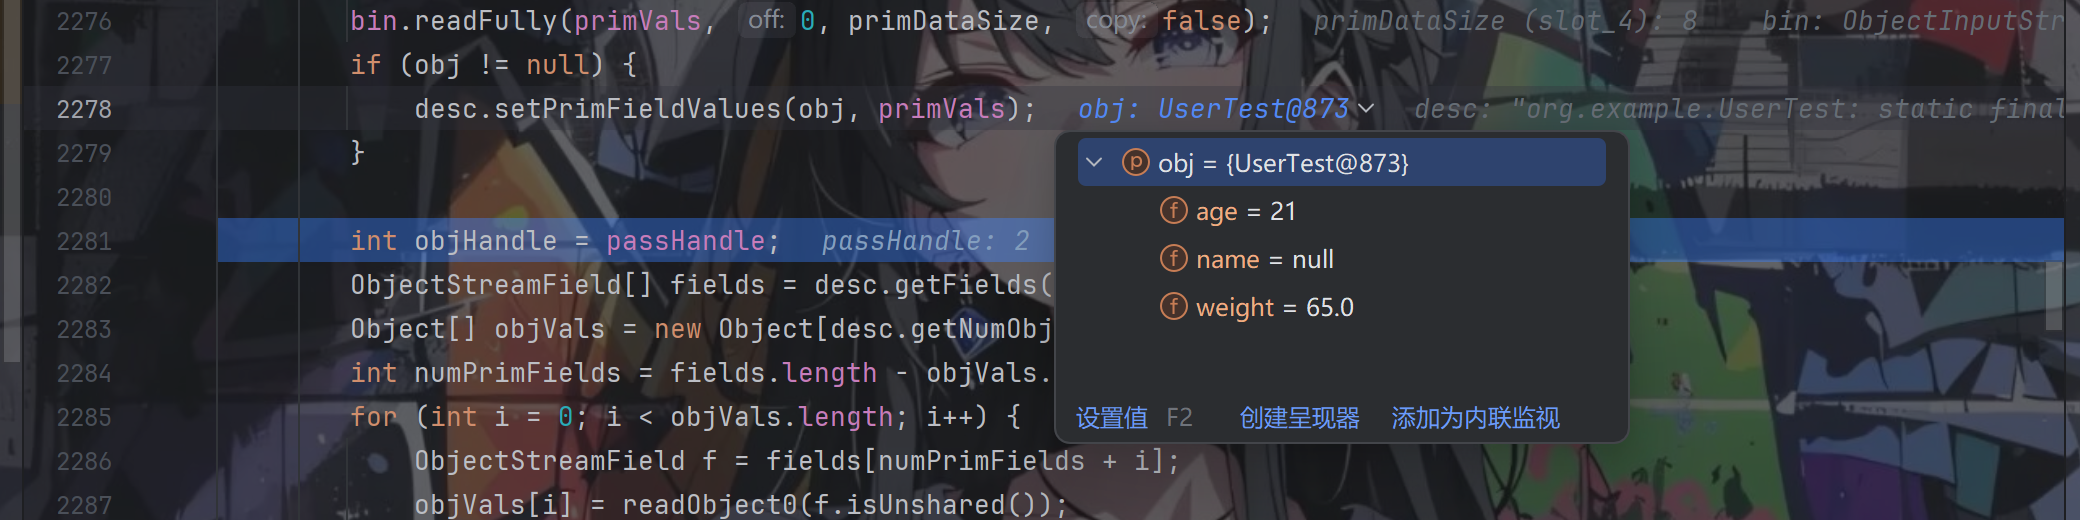 2276 bin.readFully(primVals, off: 0, primDataSize, copy: false); primDataSize (slot_4): 8 bin: ObjectInputStr
2277 if (obj != null) {
2278 desc.setPrimFieldValues(obj, primVals); obj: UserTest@873 desc: "org.example.UserTest: static final
2279 }
2280
2281 int objHandle = passHandle; passHandle: 2
2282 ObjectStreamField[] fields = desc.getFields(
2283 Object[] objVals = new Object[desc.getNumObj
2284 int numPrimFields = fields.length - objVals.
2285 for (int i = 0; i < objVals.length; i++) {
2286 ObjectStreamField f = fields[numPrimFields + i];
2287 objVals[i] = readObject0(f.isUnshared());
p obj = {UserTest@873}
f age = 21
f name = null
f weight = 65.0
设置值 F2 创建呈现器 添加为内联监视